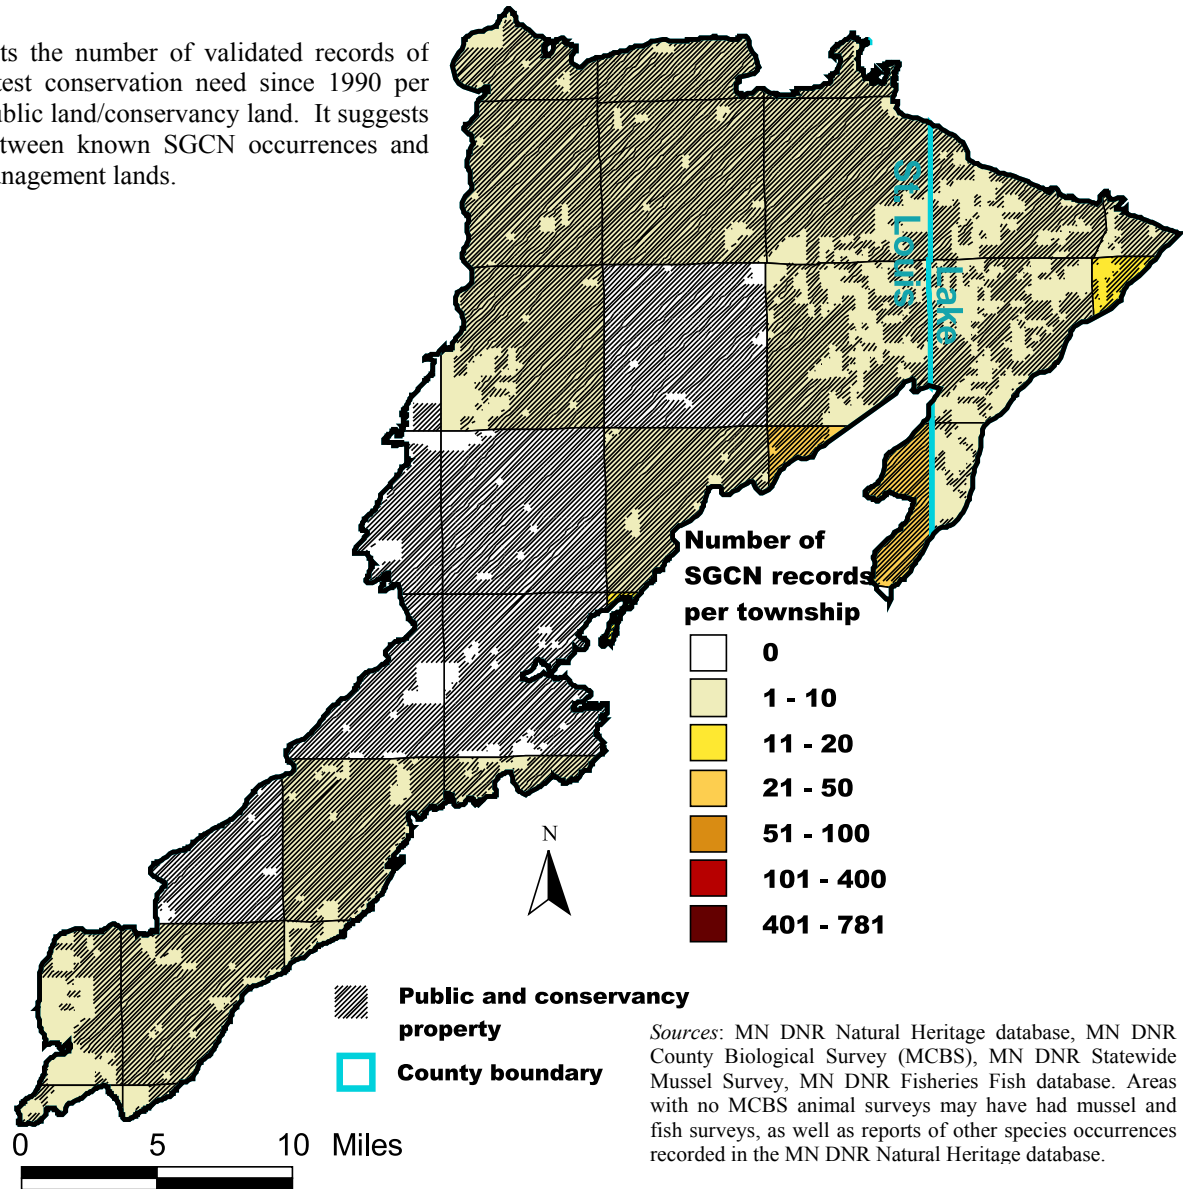 ts the number of validated records of
test conservation need since 1990 per
ublic land/conservancy land. It suggests
tween known SGCN occurrences and
anagement lands.
St. Louis
Lake
Number of
SGCN records
per township
0
1 - 10
11 - 20
21 - 50
51 - 100
101 - 400
401 - 781
N
Public and conservancy
property
County boundary
Sources: MN DNR Natural Heritage database, MN DNR
County Biological Survey (MCBS), MN DNR Statewide
Mussel Survey, MN DNR Fisheries Fish database. Areas
with no MCBS animal surveys may have had mussel and
fish surveys, as well as reports of other species occurrences
recorded in the MN DNR Natural Heritage database.
0 5 10 Miles